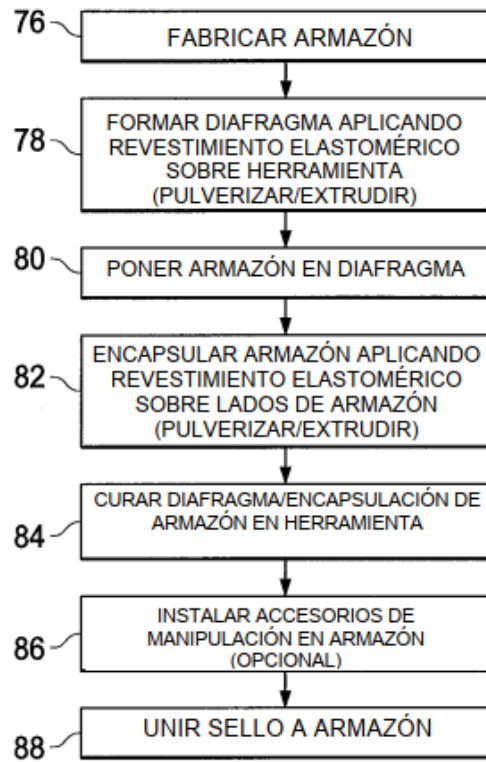 76
FABRICAR ARMAZÓN
78
FORMAR DIAFRAGMA APLICANDO
REVESTIMIENTO ELASTOMÉRICO
SOBRE HERRAMIENTA
(PULVERIZAR/EXTRUDIR)
80
PONER ARMAZÓN EN DIAFRAGMA
82
ENCAPSULAR ARMAZÓN APLICANDO
REVESTIMIENTO ELASTOMÉRICO
SOBRE LADOS DE ARMAZÓN
(PULVERIZAR/EXTRUDIR)
84
CURAR DIAFRAGMA/ENCAPSULACIÓN DE
ARMAZÓN EN HERRAMIENTA
86
INSTALAR ACCESORIOS DE
MANIPULACIÓN EN ARMAZÓN
(OPCIONAL)
88
UNIR SELLO A ARMAZÓN